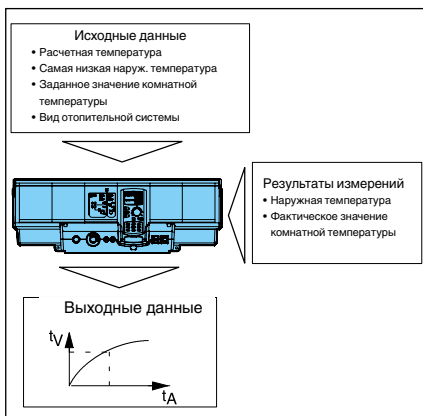 Исходные данные
• Расчетная температура
• Самая низкая наруж. температура
• Заданное значение комнатной
температуры
• Вид отопительной системы
Результаты измерений
• Наружная температура
• Фактическое значение
комнатной температуры
Выходные данные
tV
tA